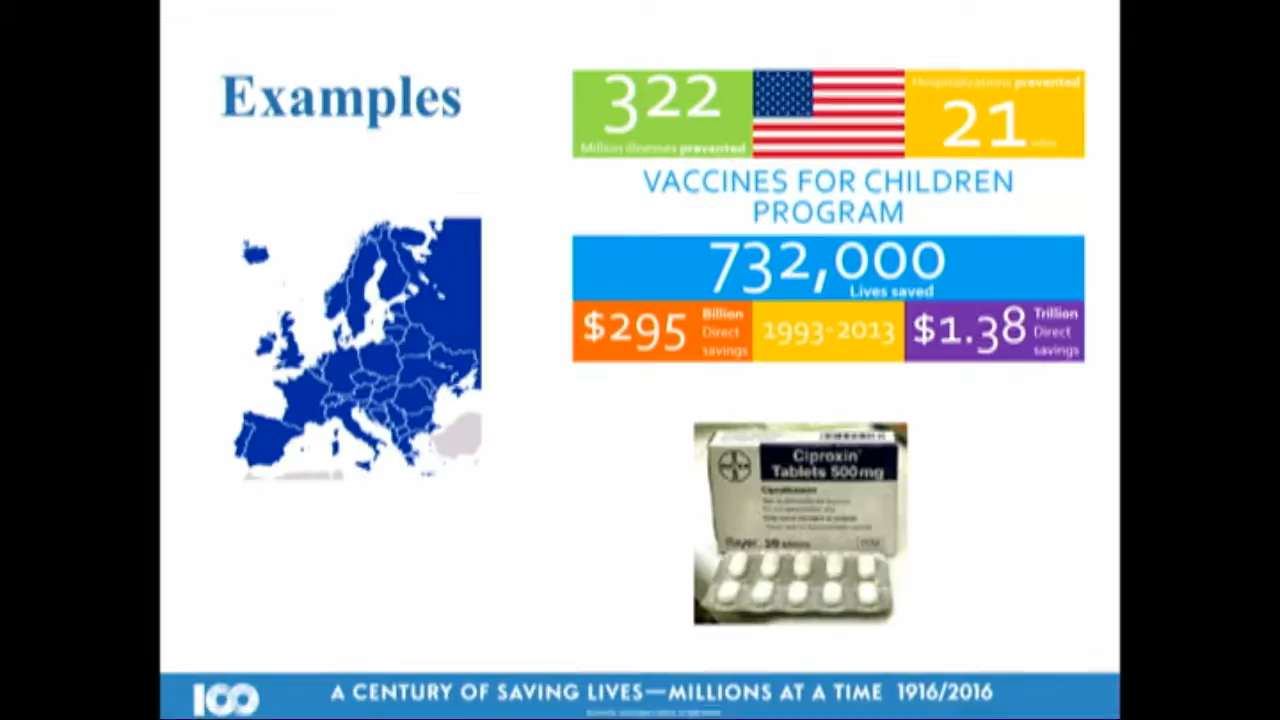 Examples
322
Million diseases prevented
Hospitalizations prevented
21
VACCINES FOR CHILDREN
PROGRAM
732,000
Lives saved
$295
Billion
Direct
savings
1993-2013
$1.38
Trillion
Direct
savings
Ciproxin
Tablets 500mg
Bayer
100
A CENTURY OF SAVING LIVES—MILLIONS AT A TIME 1916/2016